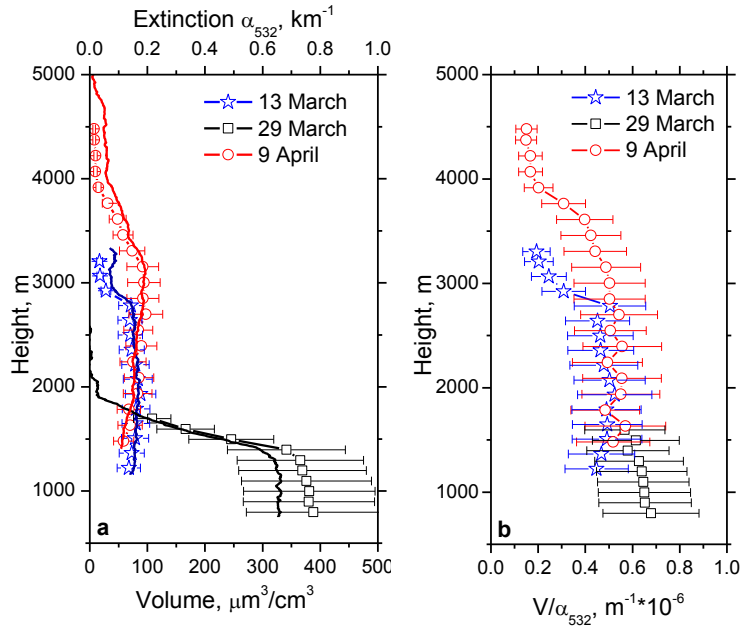 Extinction α532, km-1
0.0 0.2 0.4 0.6 0.8 1.0
5000
4000
3000
2000
1000
Height, m
13 March
29 March
9 April
a
0 100 200 300 400 500
Volume, μm3/cm3
5000
4000
3000
2000
1000
Height, m
13 March
29 March
9 April
b
0.0 0.2 0.4 0.6 0.8 1.0
V/α532, m-1*10-6